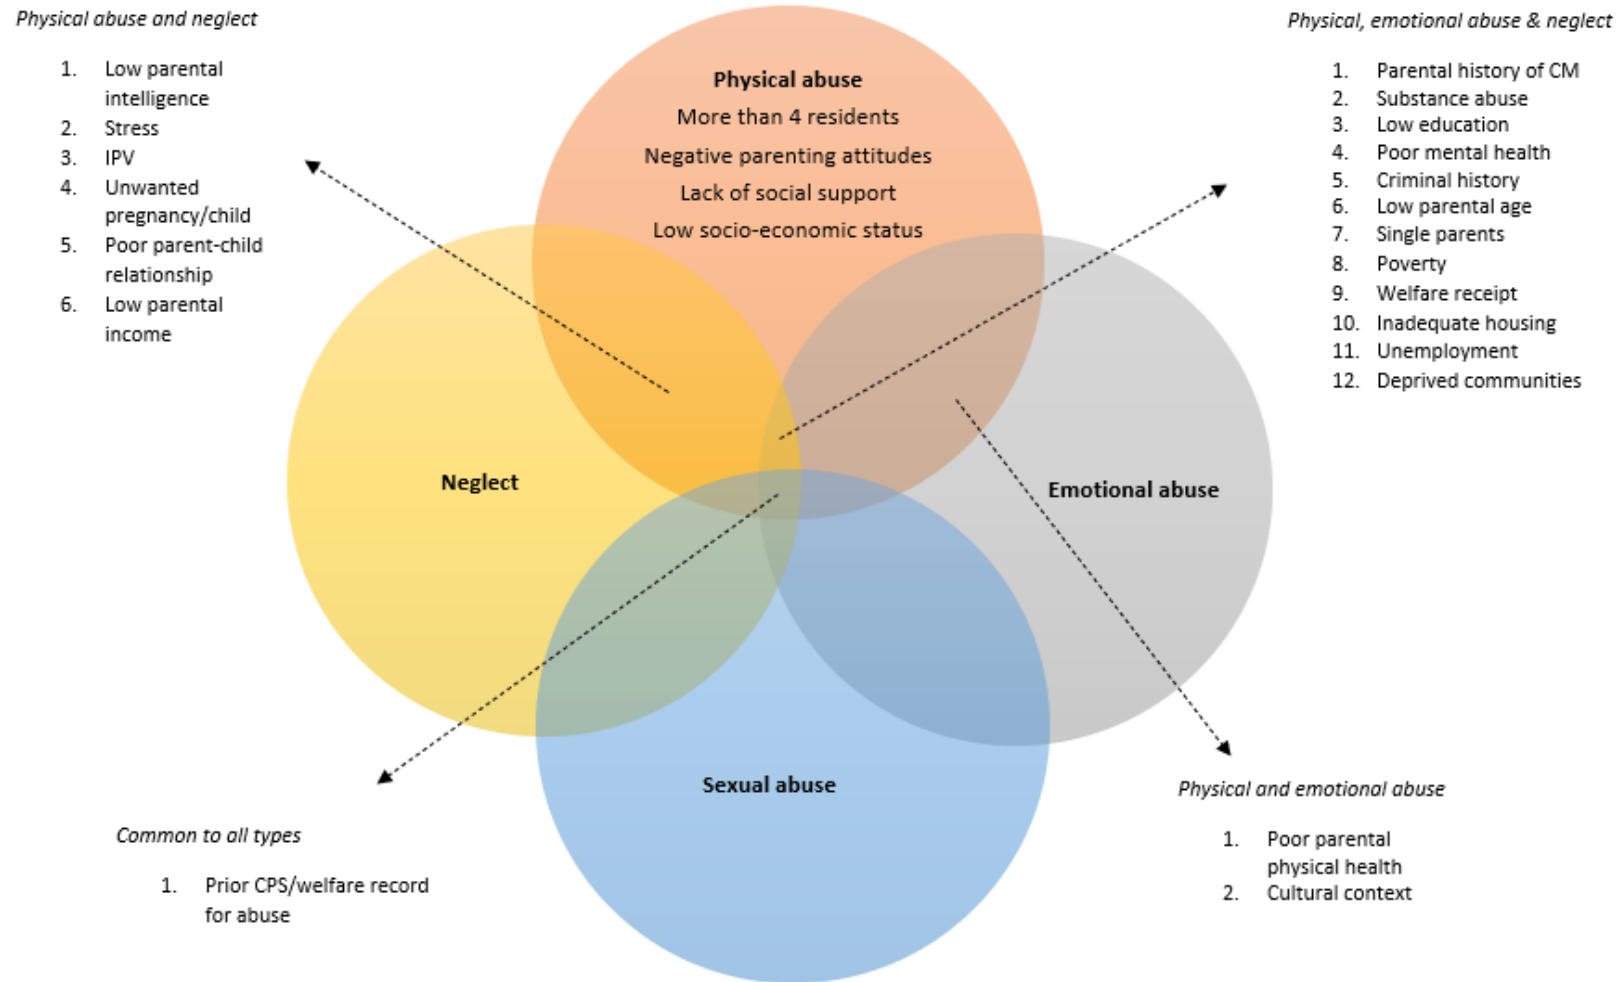 Physical abuse and neglect
1. Low parental
intelligence
2. Stress
3. IPV
4. Unwanted
pregnancy/child
5. Poor parent-child
relationship
6. Low parental
income
Physical abuse
More than 4 residents
Negative parenting attitudes
Lack of social support
Low socio-economic status
Physical, emotional abuse & neglect
1. Parental history of CM
2. Substance abuse
3. Low education
4. Poor mental health
5. Criminal history
6. Low parental age
7. Single parents
8. Poverty
9. Welfare receipt
10. Inadequate housing
11. Unemployment
12. Deprived communities
Neglect
Emotional abuse
Sexual abuse
Common to all types
1. Prior CPS/welfare record
for abuse
Physical and emotional abuse
1. Poor parental
physical health
2. Cultural context